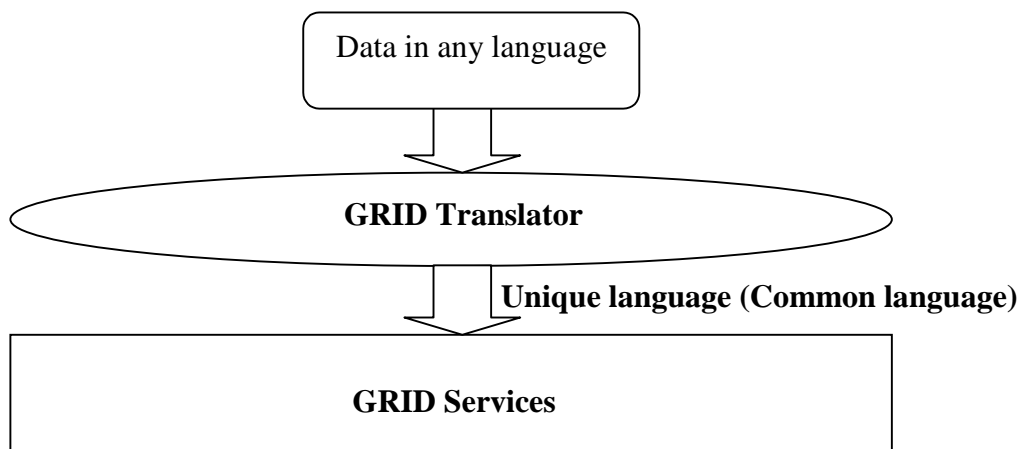 Data in any language
GRID Translator
Unique language (Common language)
GRID Services